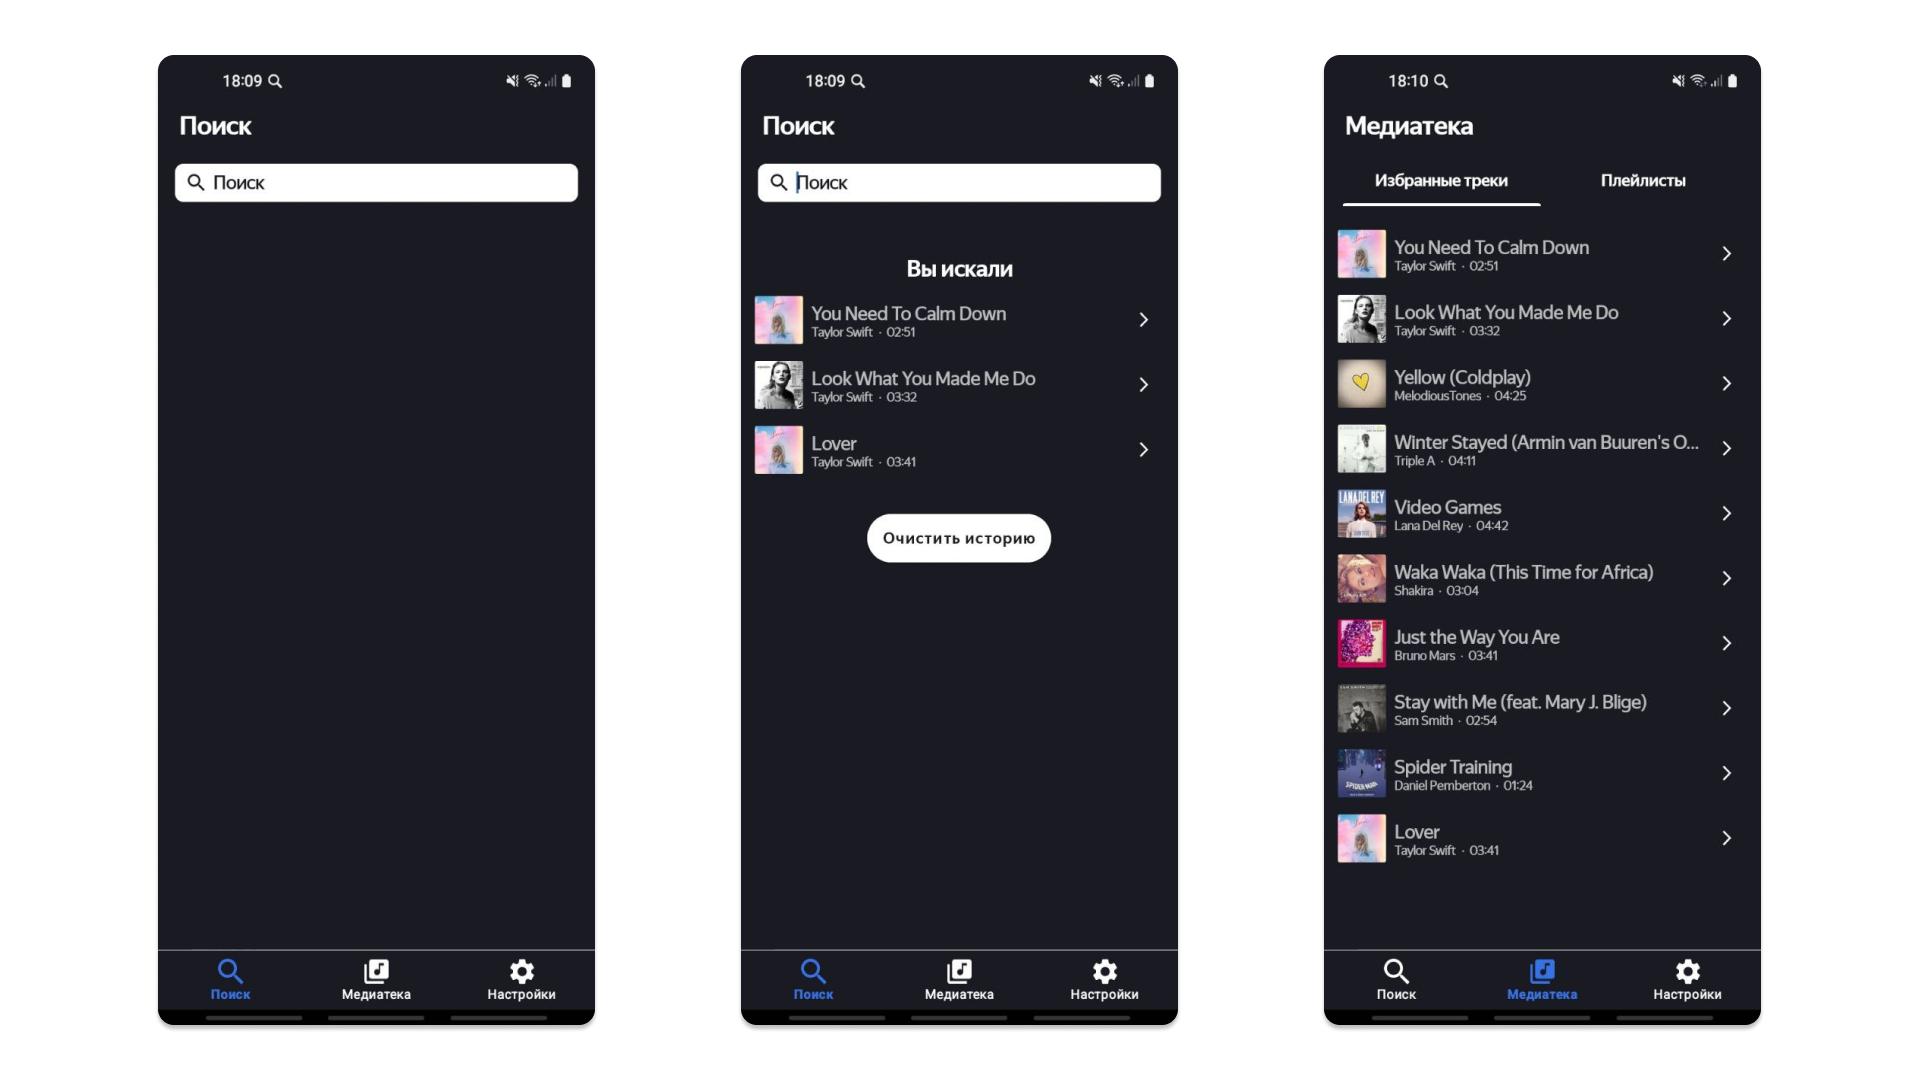 18:09
Поиск
Поиск
Поиск
Медиатека
Настройки
18:09
Поиск
Поиск
Вы искали
You Need To Calm Down
Taylor Swift · 02:51
Look What You Made Me Do
Taylor Swift · 03:32
Lover
Taylor Swift · 03:41
Очистить историю
Поиск
Медиатека
Настройки
18:10
Медиатека
Избранные треки
Плейлисты
You Need To Calm Down
Taylor Swift · 02:51
Look What You Made Me Do
Taylor Swift · 03:32
Yellow (Coldplay)
MelodiousTones · 04:25
Winter Stayed (Armin van Buuren's O...
Triple A · 04:11
LANA DEL REY
Video Games
Lana Del Rey · 04:42
Waka Waka (This Time for Africa)
Shakira · 03:04
Just the Way You Are
Bruno Mars · 03:41
Stay with Me (feat. Mary J. Blige)
Sam Smith · 02:54
Spider Training
Daniel Pemberton · 01:24
Lover
Taylor Swift · 03:41
Поиск
Медиатека
Настройки